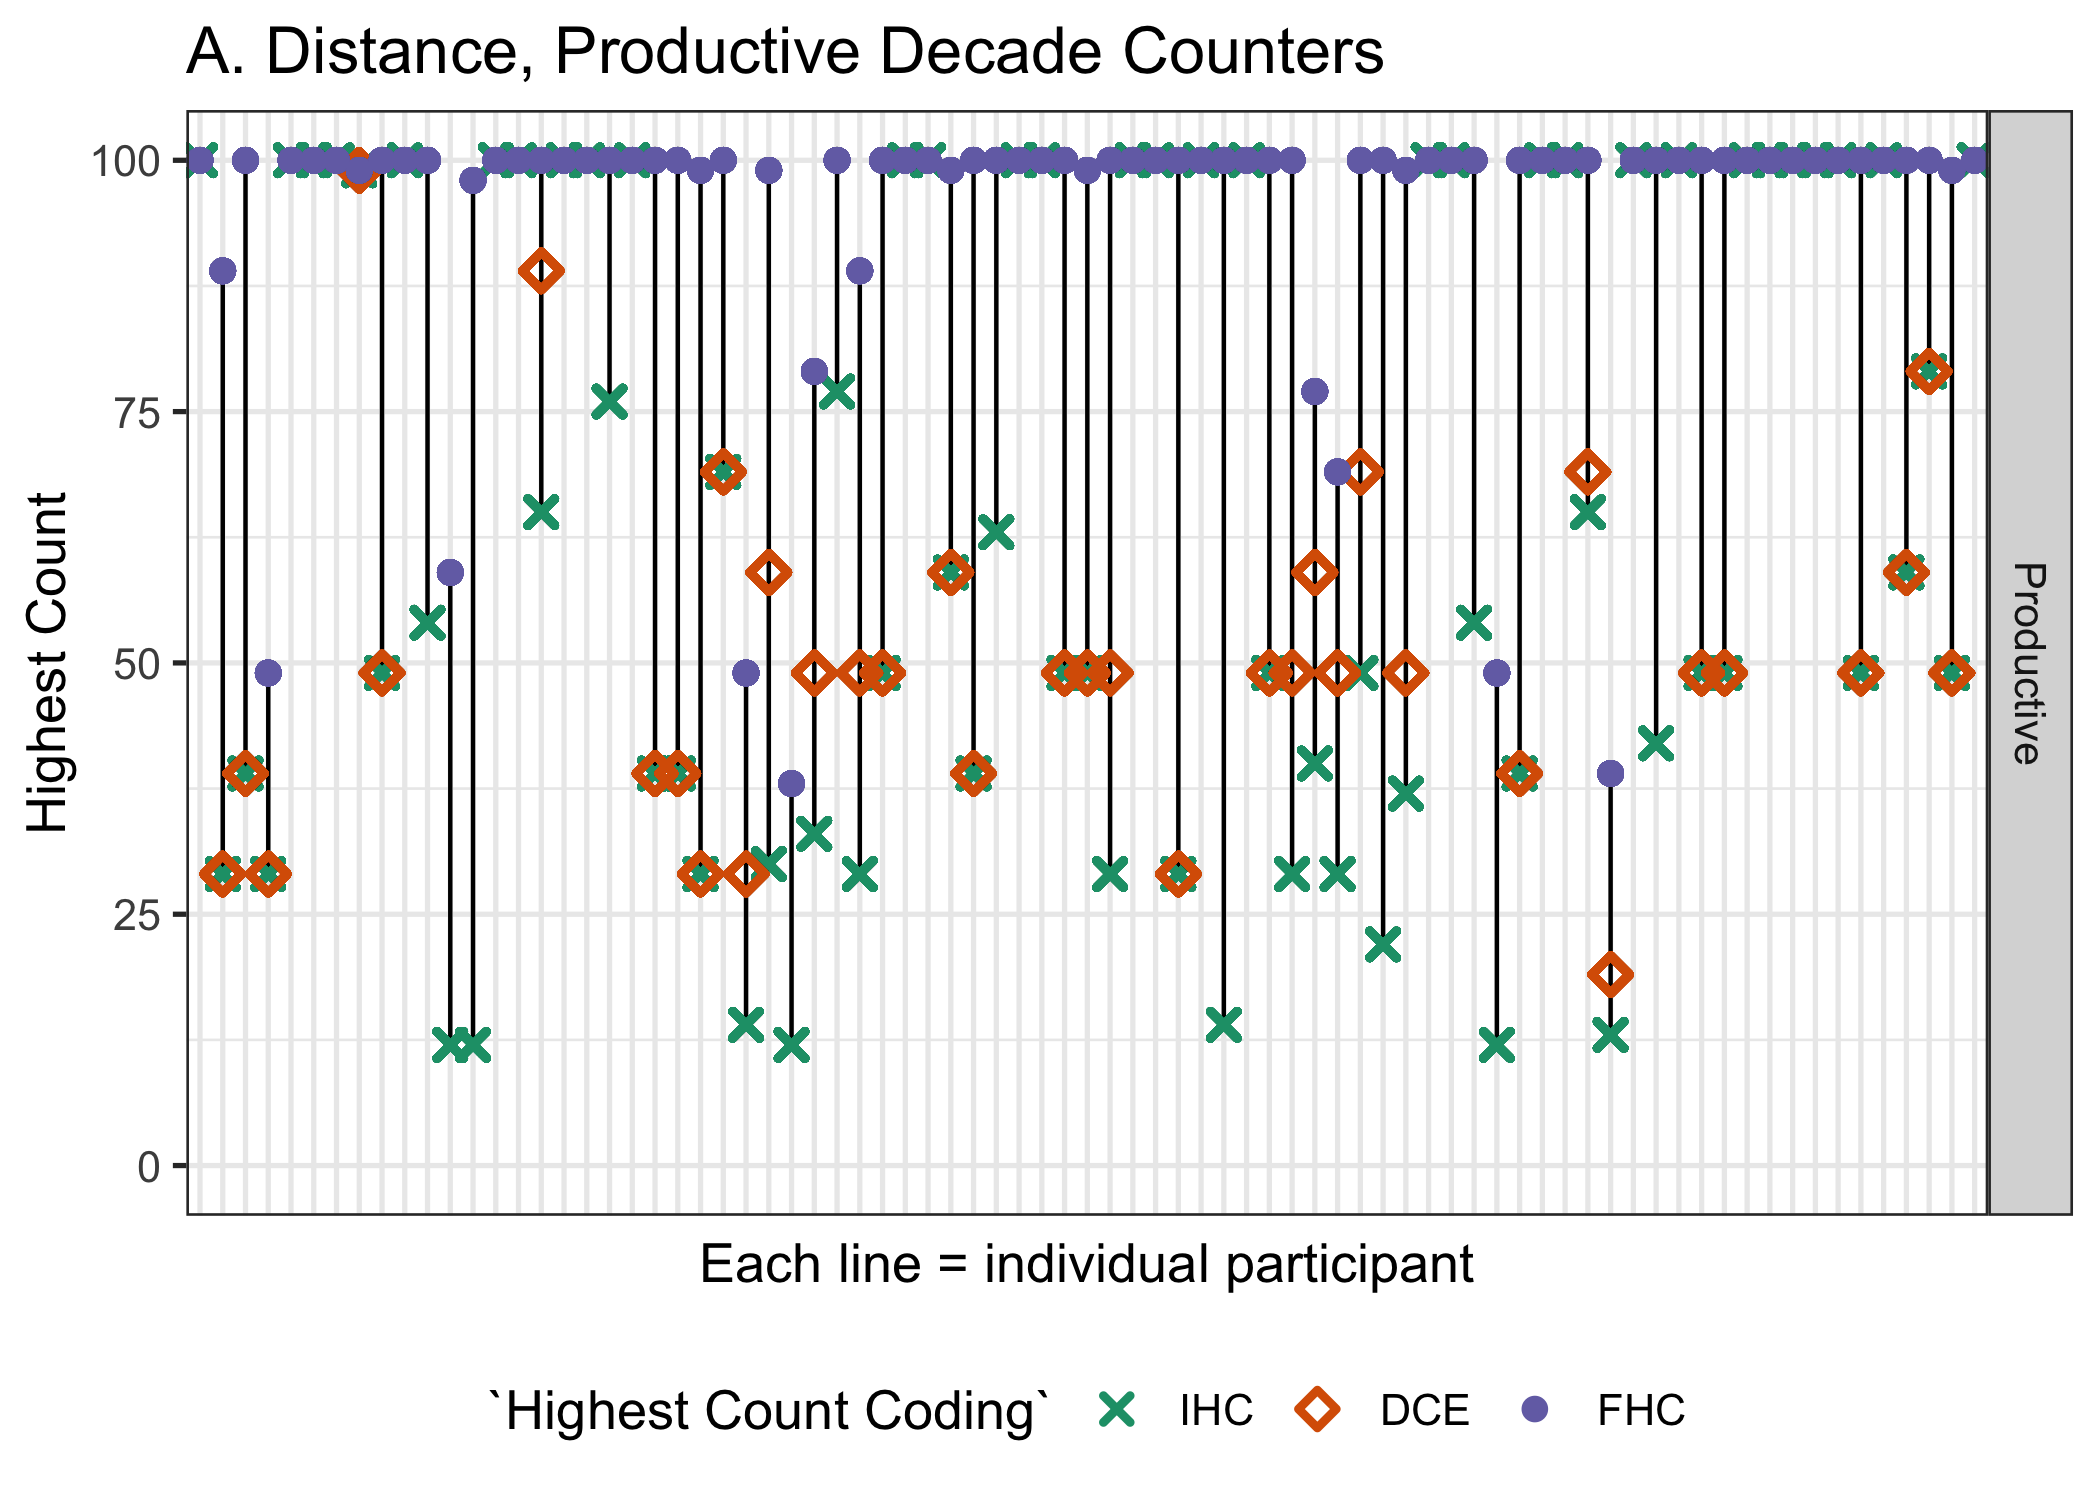 A. Distance, Productive Decade Counters
Highest Count
100
75
50
25
0
Productive
Each line = individual participant
`Highest Count Coding` IHC DCE FHC